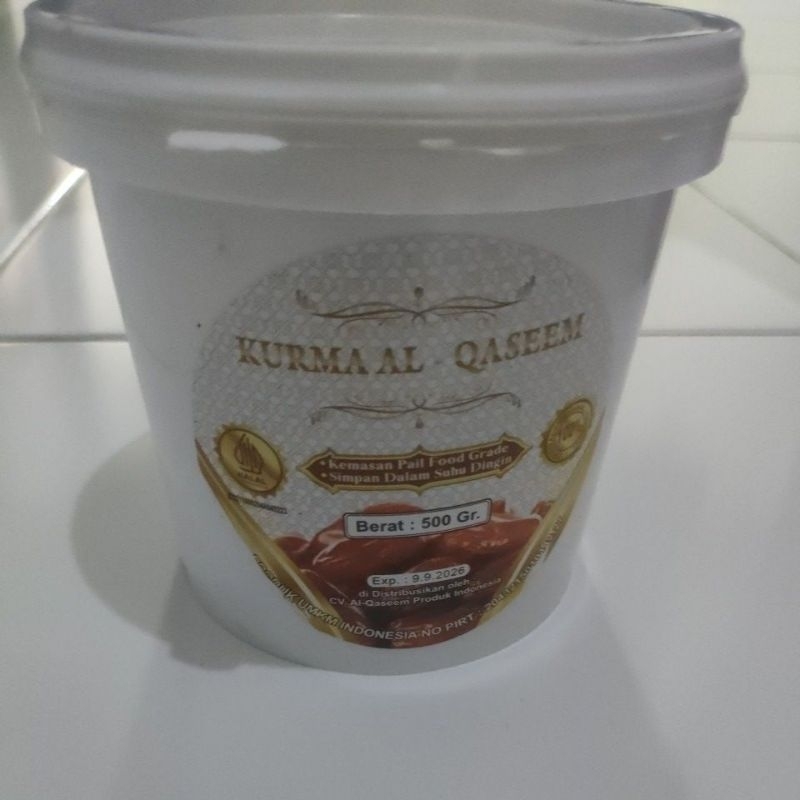 KURMA AL - QASEEM
• Kemasan Pail Food Grade
• Simpan Dalam Suhu Dingin
HALAL
Berat : 500 Gr.
Exp. : 9.9.2026
di Distribusikan oleh
CV. Al-Qaseem Produk Indonesia
UMKM INDONESIA NO PIRT :